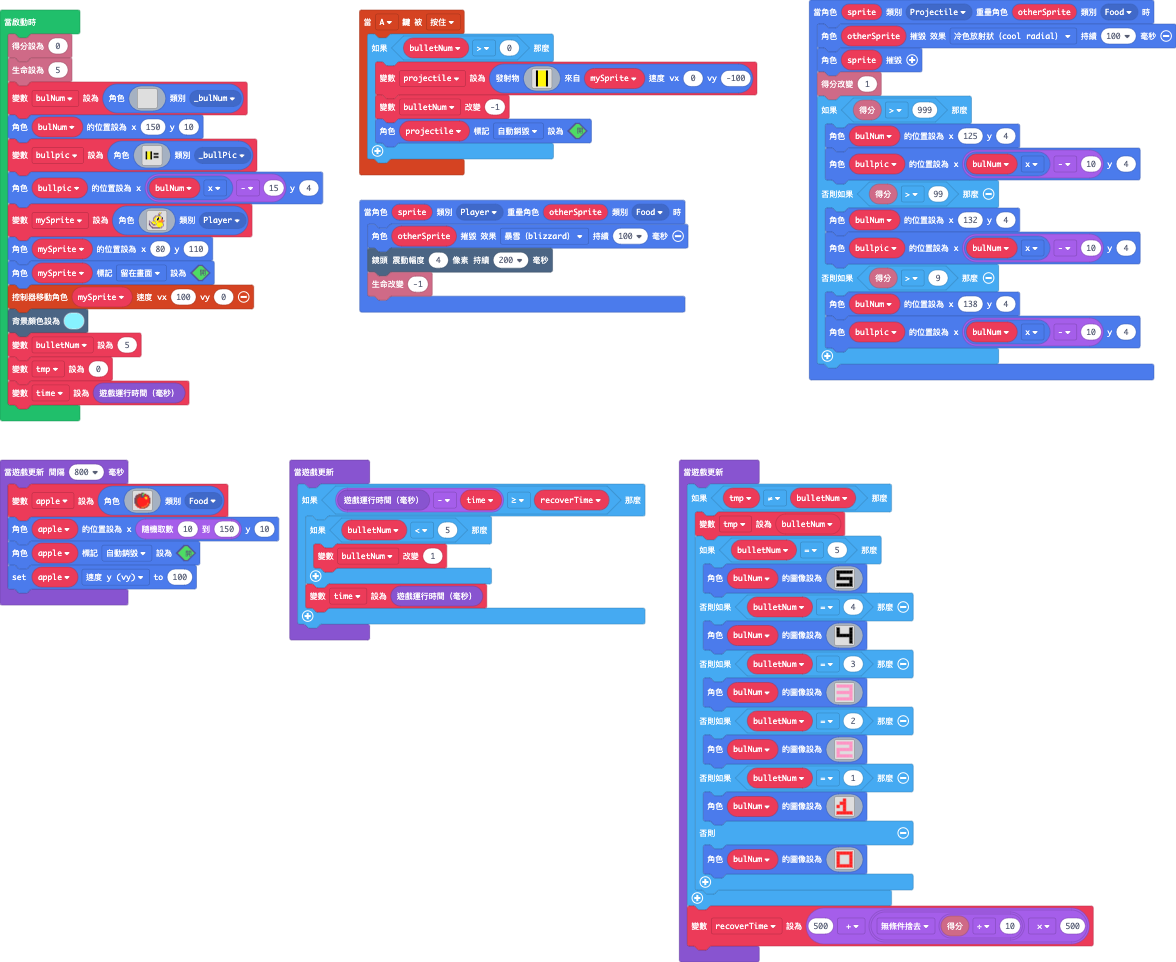 當啟動時
得分設為 0
生命設為 5
變數 bulNum 設為 角色 類別 _bulNum
角色 bulNum 的位置設為 x 150 y 10
變數 bullpic 設為 角色 類別 _bullPic
角色 bullpic 的位置設為 x bulNum x - 15 y 4
變數 mySprite 設為 角色 類別 Player
角色 mySprite 的位置設為 x 80 y 110
角色 mySprite 標記 留在畫面 設為
控制器移動角色 mySprite 速度 vx 100 vy 0
背景顏色設為
變數 bulletNum 設為 5
變數 tmp 設為 0
變數 time 設為 遊戲運行時間 (毫秒)
當 A 鍵 被 按住
如果 bulletNum > 0 那麼
變數 projectile 設為 發射物 來自 mySprite 速度 vx 0 vy -100
變數 bulletNum 改變 -1
角色 projectile 標記 自動銷毀 設為
當角色 sprite 類別 Player 重疊角色 otherSprite 類別 Food 時
角色 otherSprite 摧毀 效果 暴雪 (blizzard) 持續 100 毫秒
鏡頭 震動幅度 4 像素 持續 200 毫秒
生命改變 -1
當角色 sprite 類別 Projectile 重疊角色 otherSprite 類別 Food 時
角色 otherSprite 摧毀 效果 冷色放射狀 (cool radial) 持續 100 毫秒
角色 sprite 摧毀
得分改變 1
如果 得分 > 999 那麼
角色 bulNum 的位置設為 x 125 y 4
角色 bullpic 的位置設為 x bulNum x - 10 y 4
否則如果 得分 > 99 那麼
角色 bulNum 的位置設為 x 132 y 4
角色 bullpic 的位置設為 x bulNum x - 10 y 4
否則如果 得分 > 9 那麼
角色 bulNum 的位置設為 x 138 y 4
角色 bullpic 的位置設為 x bulNum x - 10 y 4
當遊戲更新 間隔 800 毫秒
變數 apple 設為 角色 類別 Food
角色 apple 的位置設為 x 隨機取數 10 到 150 y 10
角色 apple 標記 自動銷毀 設為
set apple 速度 y (vy) to 100
當遊戲更新
如果 遊戲運行時間 (毫秒) - time ≥ recoverTime 那麼
如果 bulletNum < 5 那麼
變數 bulletNum 改變 1
變數 time 設為 遊戲運行時間 (毫秒)
當遊戲更新
如果 tmp ≠ bulletNum 那麼
變數 tmp 設為 bulletNum
如果 bulletNum = 5 那麼
角色 bulNum 的圖像設為 5
否則如果 bulletNum = 4 那麼
角色 bulNum 的圖像設為 4
否則如果 bulletNum = 3 那麼
角色 bulNum 的圖像設為 3
否則如果 bulletNum = 2 那麼
角色 bulNum 的圖像設為 2
否則如果 bulletNum = 1 那麼
角色 bulNum 的圖像設為 1
否則
角色 bulNum 的圖像設為 0
變數 recoverTime 設為 500 + 無條件捨去 得分 ÷ 10 × 500